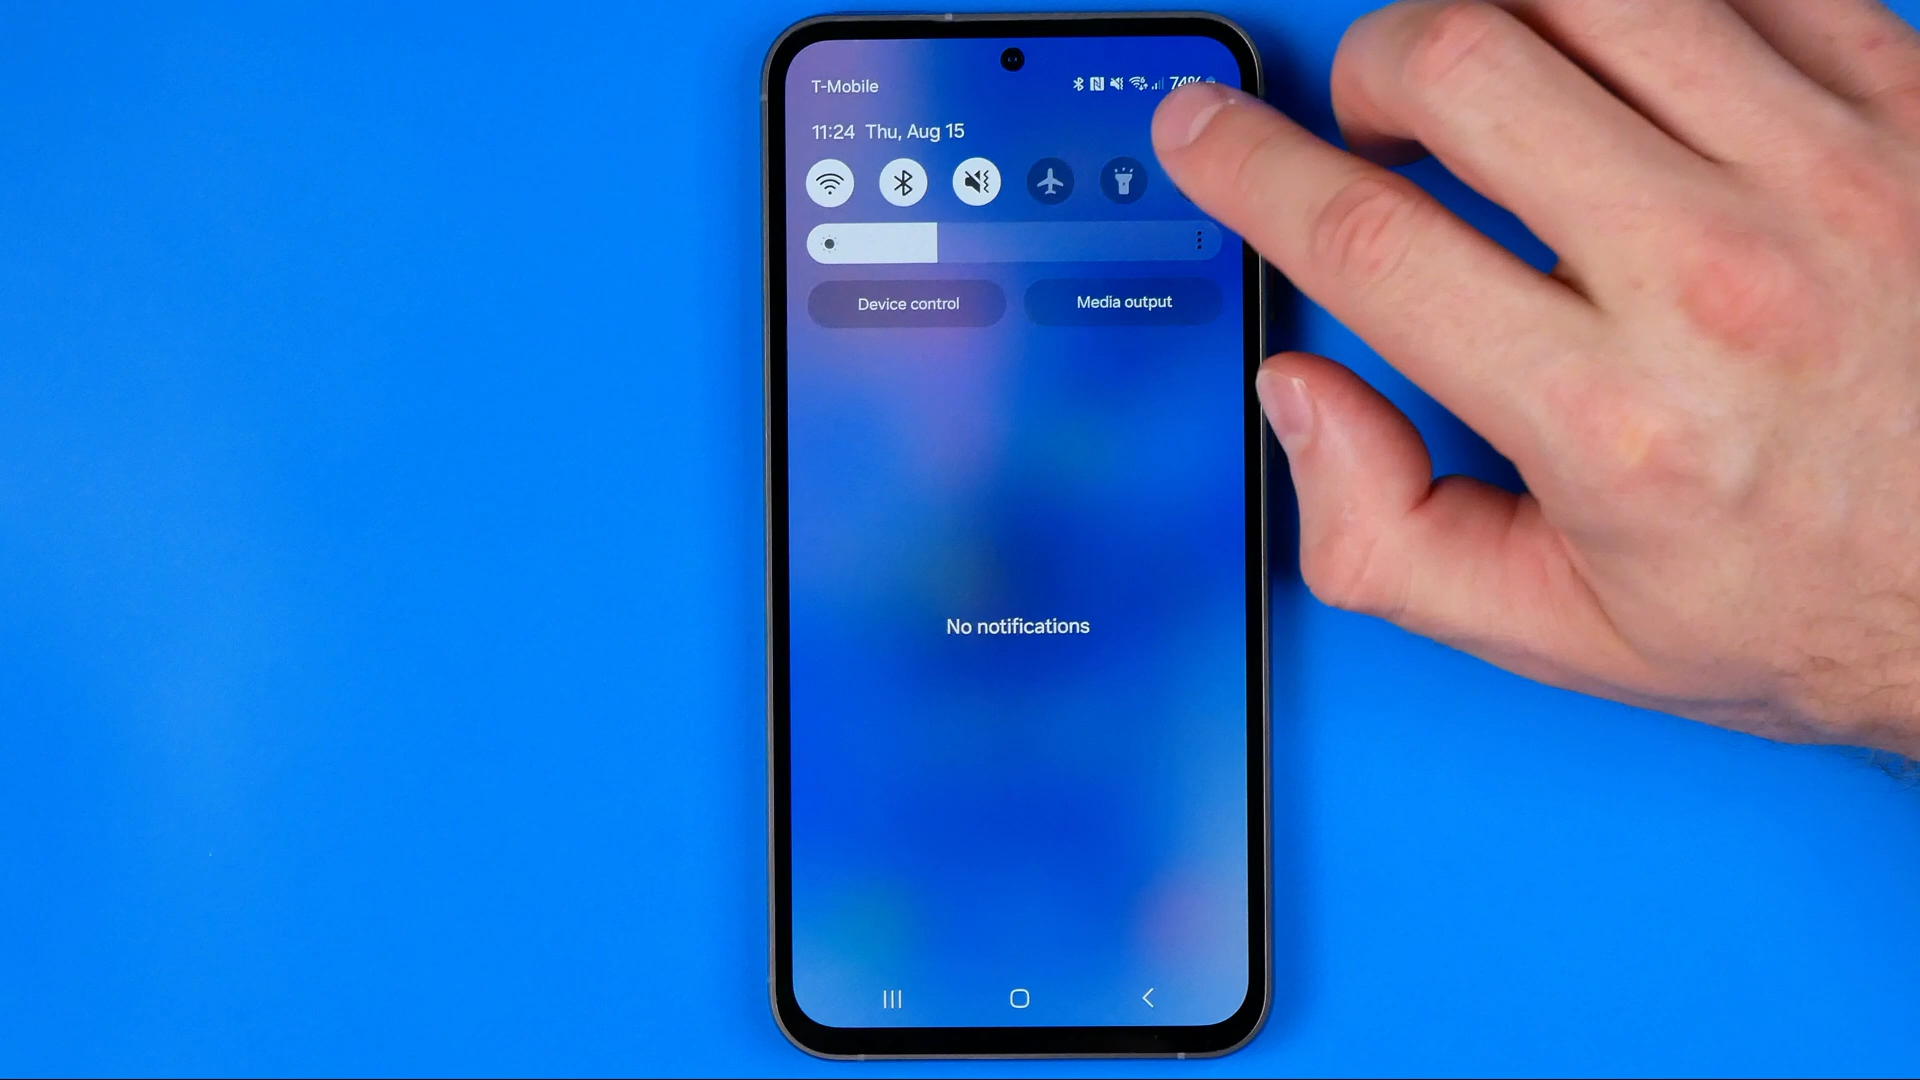 T-Mobile 74%
11:24 Thu, Aug 15
Device control Media output
No notifications